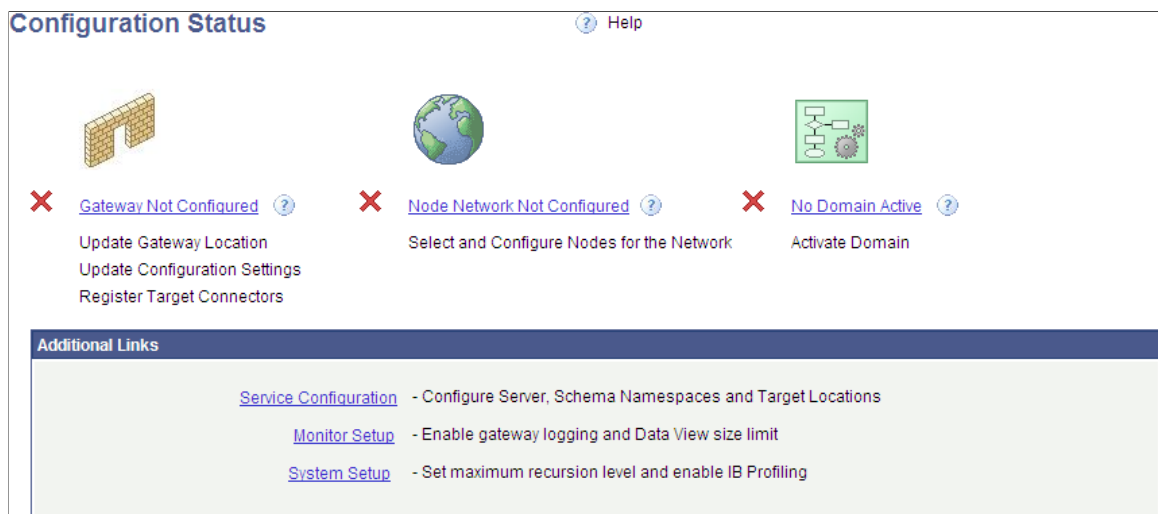 Configuration Status
Help
Gateway Not Configured
Update Gateway Location
Update Configuration Settings
Register Target Connectors
Node Network Not Configured
Select and Configure Nodes for the Network
No Domain Active
Activate Domain
Additional Links
Service Configuration - Configure Server, Schema Namespaces and Target Locations
Monitor Setup - Enable gateway logging and Data View size limit
System Setup - Set maximum recursion level and enable IB Profiling